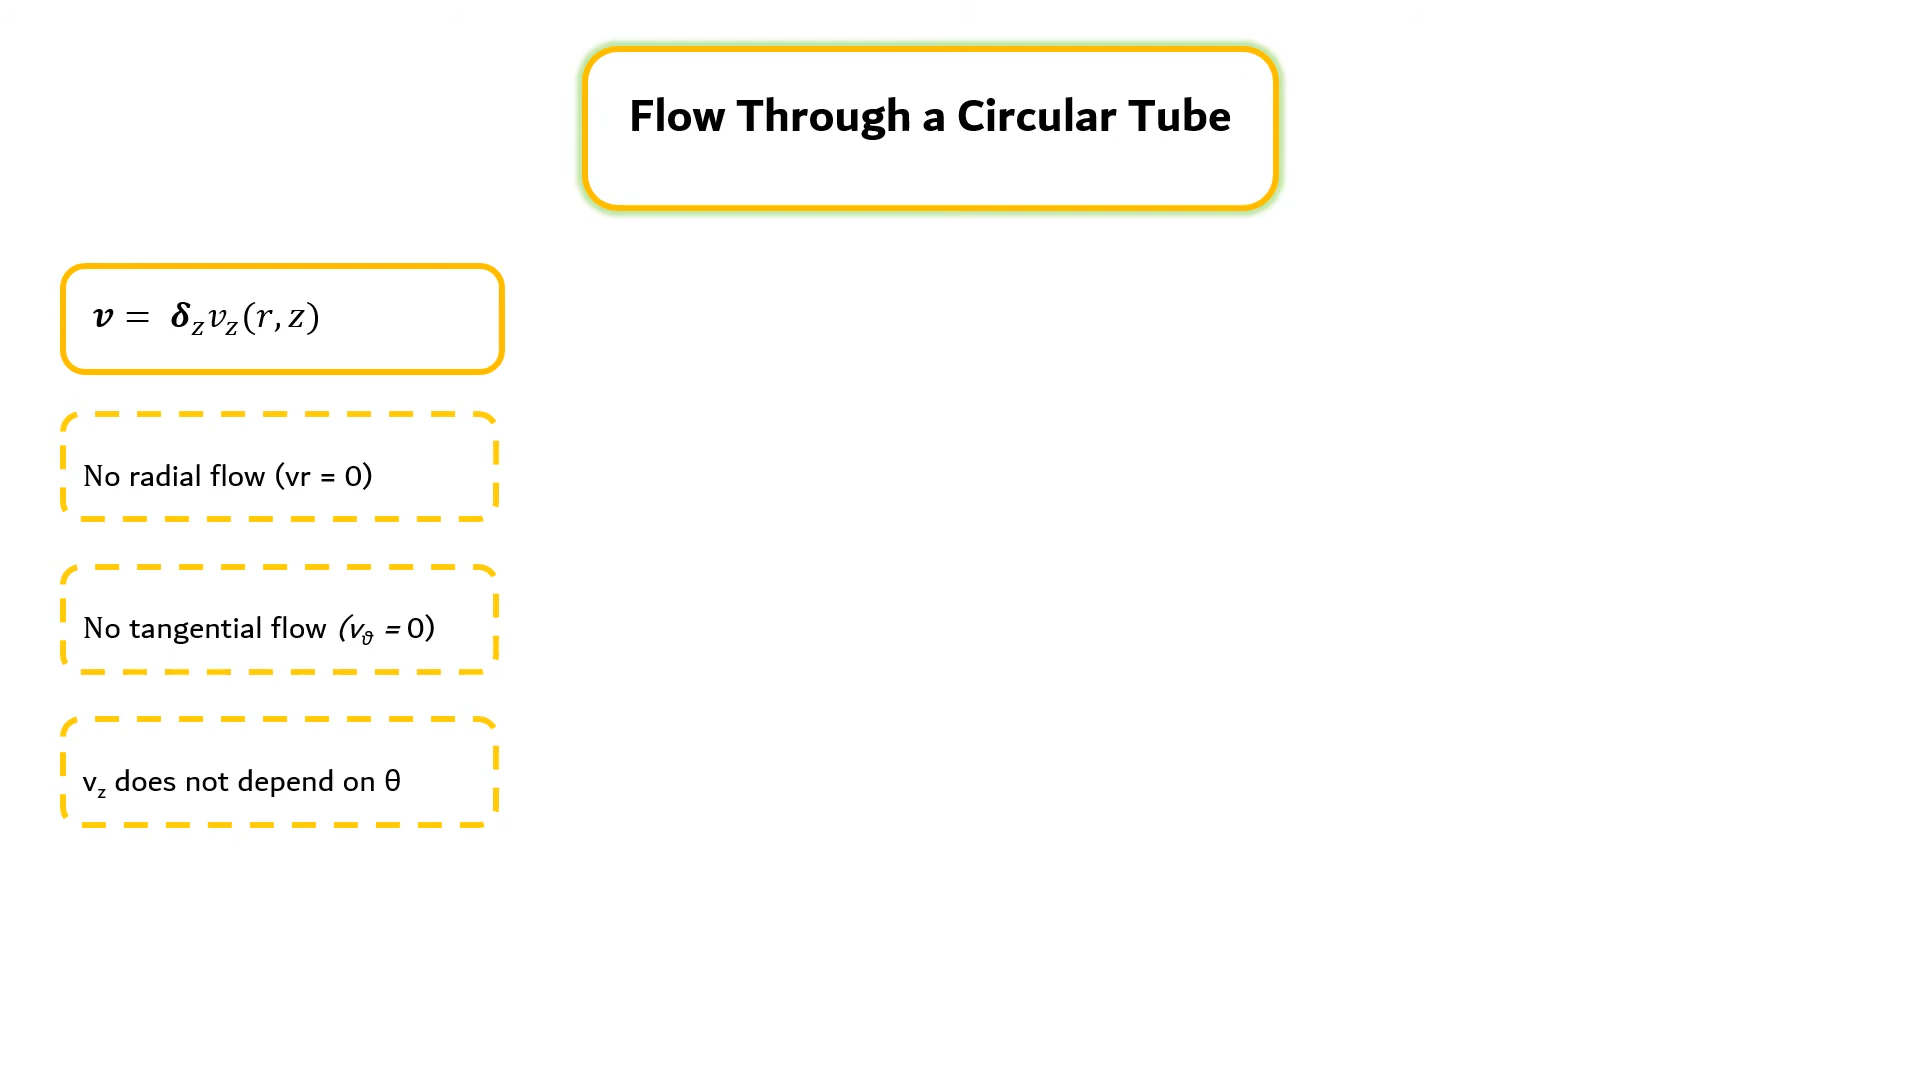 Flow Through a Circular Tube
𝒗 = 𝜹_z v_z(r, z)
No radial flow (vr = 0)
No tangential flow (v_ϑ = 0)
v_z does not depend on θ